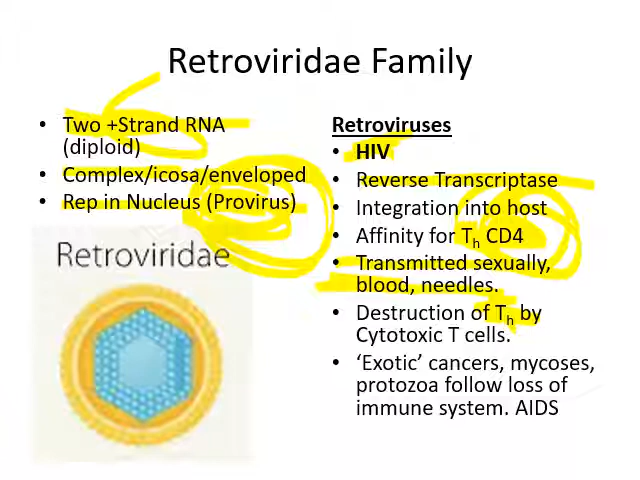 Retroviridae Family
• Two +Strand RNA
(diploid)
• Complex/icosa/enveloped
• Rep in Nucleus (Provirus)
Retroviridae
Retroviruses
• HIV
• Reverse Transcriptase
• Integration into host
• Affinity for Th CD4
• Transmitted sexually,
blood, needles.
• Destruction of Th by
Cytotoxic T cells.
• ‘Exotic’ cancers, mycoses,
protozoa follow loss of
immune system. AIDS